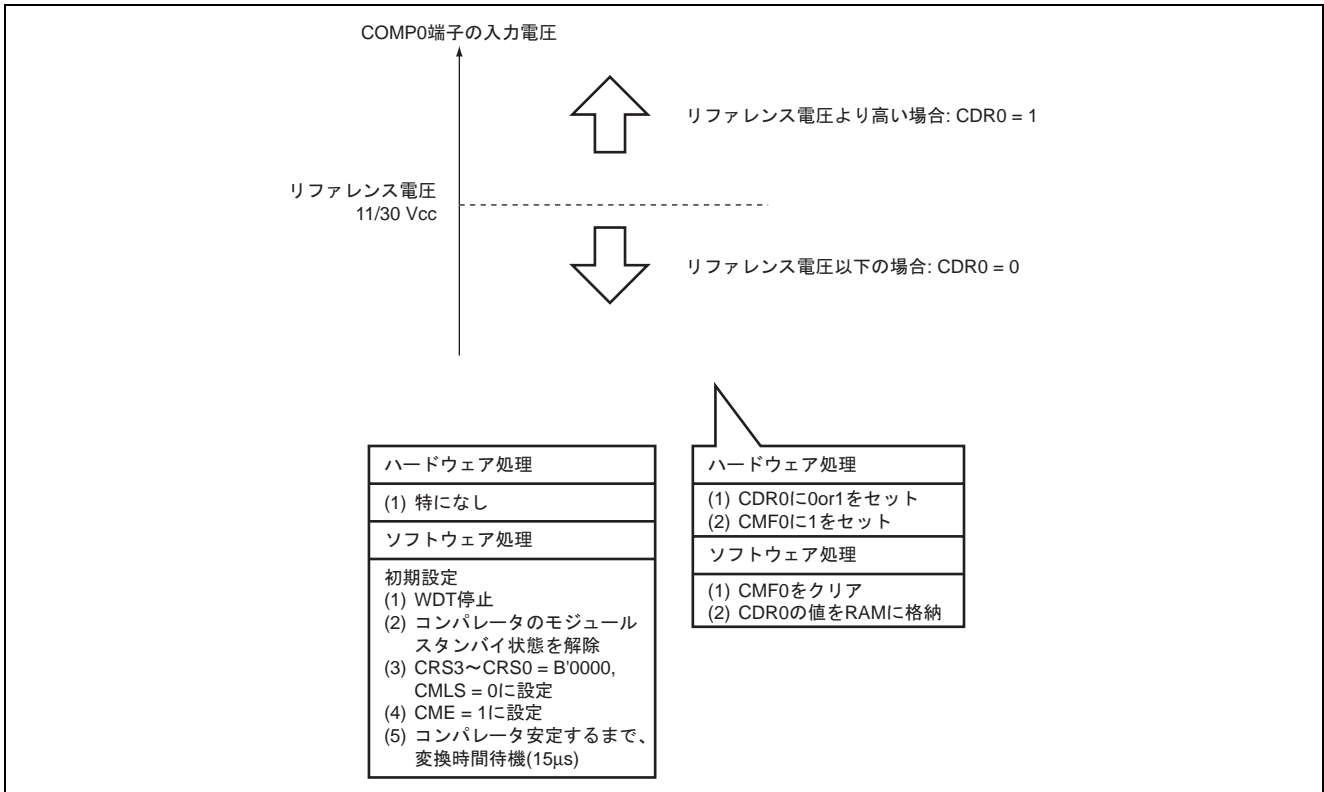 COMP0端子の入力電圧
リファレンス電圧より高い場合: CDR0 = 1
リファレンス電圧
11/30 Vcc
リファレンス電圧以下の場合: CDR0 = 0
ハードウェア処理
(1) 特になし
ソフトウェア処理
初期設定
(1) WDT停止
(2) コンパレータのモジュール
スタンバイ状態を解除
(3) CRS3〜CRS0 = B'0000,
CMLS = 0に設定
(4) CME = 1に設定
(5) コンパレータ安定するまで、
変換時間待機(15μs)
ハードウェア処理
(1) CDR0に0or1をセット
(2) CMF0に1をセット
ソフトウェア処理
(1) CMF0をクリア
(2) CDR0の値をRAMに格納